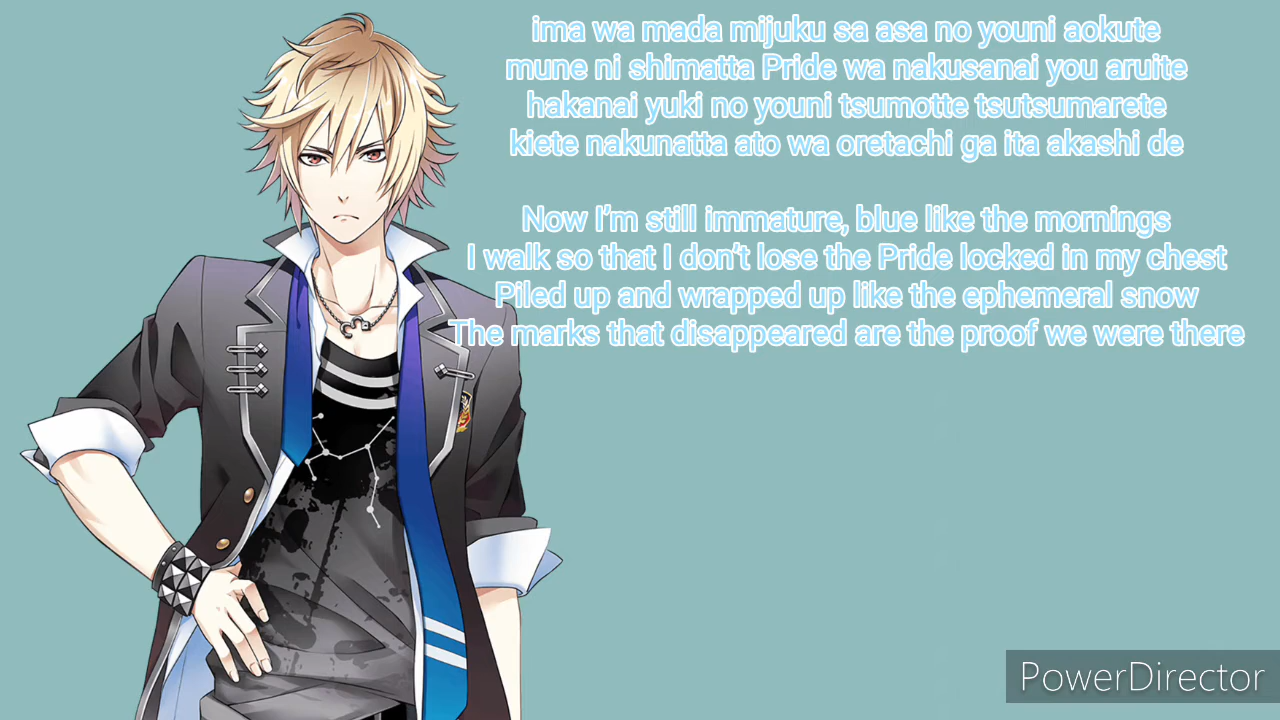 ima wa mada mijuku sa asa no youni aokute
mune ni shimatta Pride wa nakusanai you aruite
hakanai yuki no youni tsumotte tsutsumarete
kiete nakunatta ato wa oretachi ga ita akashi de
Now I'm still immature, blue like the mornings
I walk so that I don't lose the Pride locked in my chest
Piled up and wrapped up like the ephemeral snow
The marks that disappeared are the proof we were there
PowerDirector